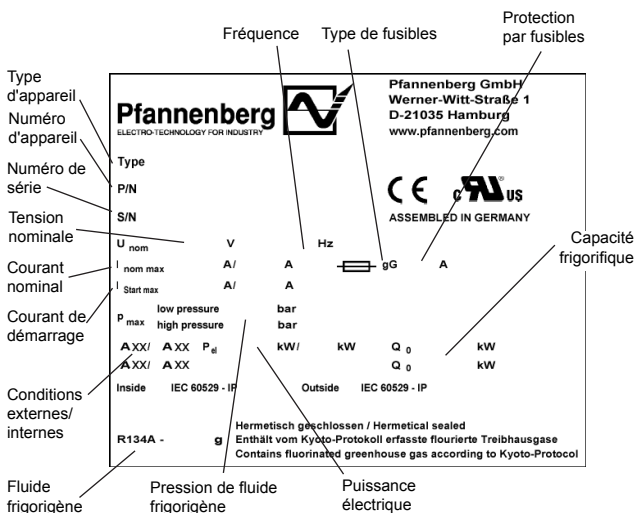 Fréquence
Type de fusibles
Protection
par fusibles
Type
d'appareil
Numéro
d'appareil
Numéro de
série
Tension
nominale
Courant
nominal
Courant de
démarrage
Conditions
externes/
internes
Fluide
frigorigène
Pression de fluide
frigorigène
Puissance
électrique
Capacité
frigorifique
Pfannenberg
ELECTRO-TECHNOLOGY FOR INDUSTRY
Pfannenberg GmbH
Werner-Witt-Straße 1
D-21035 Hamburg
www.pfannenberg.com
Type
P/N
S/N
CE c RU ® US
ASSEMBLED IN GERMANY
U nom V Hz
I nom max A/ A gG A
I Start max A/ A
p max low pressure bar
high pressure bar
A XX/ A XX P el kW/ kW Q 0 kW
A XX/ A XX Q 0 kW
Inside IEC 60529 - IP Outside IEC 60529 - IP
Hermetisch geschlossen / Hermetical sealed
R134A - g Enthält vom Kyoto-Protokoll erfasste flourierte Treibhausgase
Contains fluorinated greenhouse gas according to Kyoto-Protocol